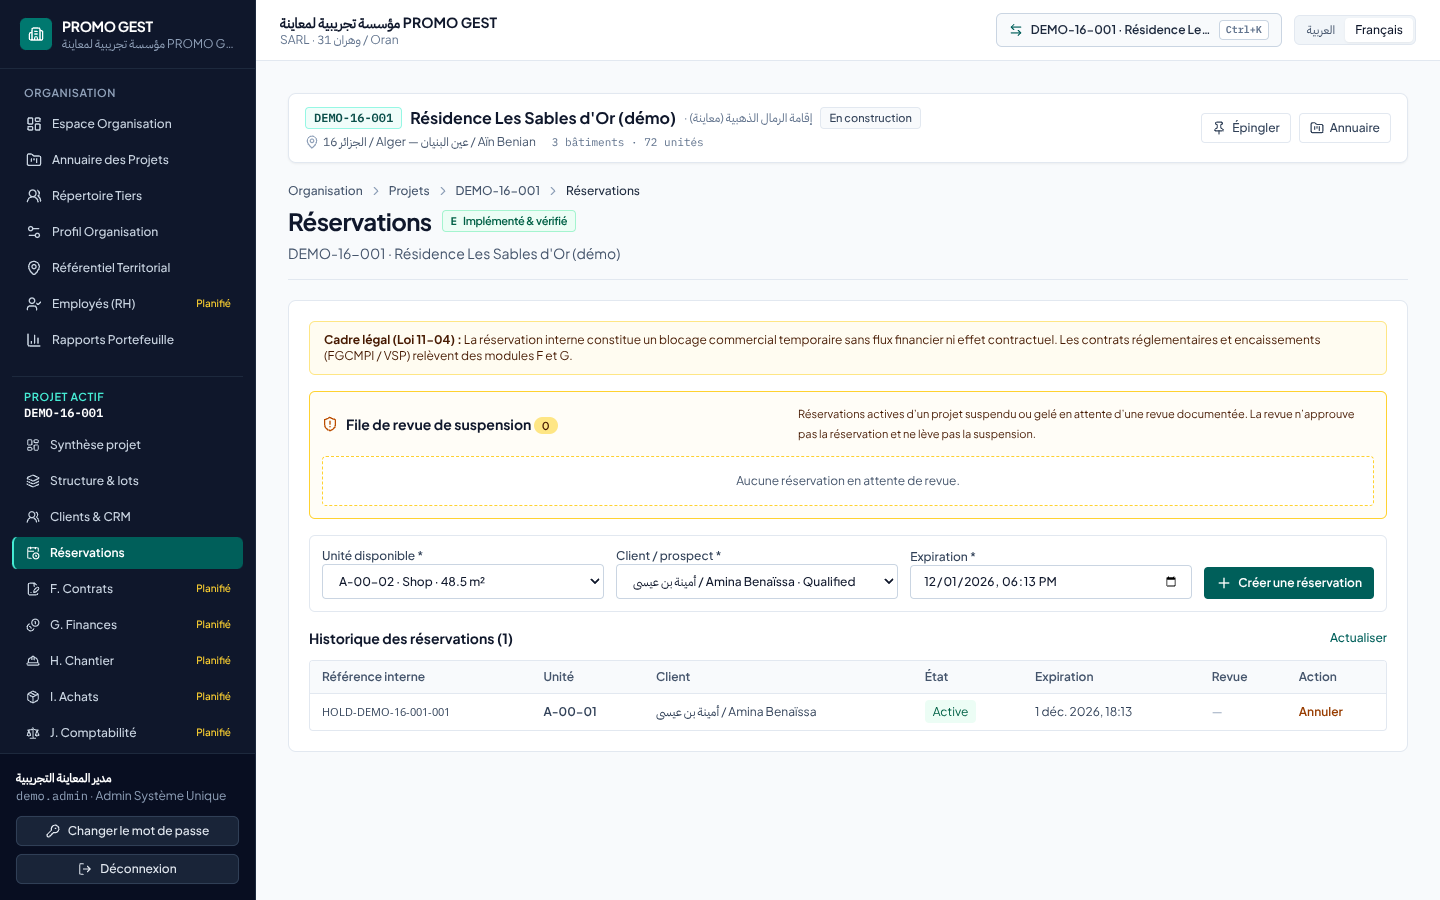 PROMO GEST
مؤسسة تجريبية لمعاينة PROMO G...
ORGANISATION
Espace Organisation
Annuaire des Projets
Répertoire Tiers
Profil Organisation
Référentiel Territorial
Employés (RH) Planifié
Rapports Portefeuille
PROJET ACTIF
DEMO-16-001
Synthèse projet
Structure & lots
Clients & CRM
Réservations
F. Contrats Planifié
G. Finances Planifié
H. Chantier Planifié
I. Achats Planifié
J. Comptabilité Planifié
مدير المعاينة التجريبية
demo.admin · Admin Système Unique
Changer le mot de passe
Déconnexion
مؤسسة تجريبية لمعاينة PROMO GEST
SARL · 31 وهران / Oran
DEMO-16-001 · Résidence Le... Ctrl+K
العربية Français
DEMO-16-001 Résidence Les Sables d'Or (démo) · إقامة الرمال الذهبية (معاينة) En construction
16 الجزائر / Alger — عين البنيان / Aïn Benian 3 bâtiments · 72 unités
Épingler Annuaire
Organisation > Projets > DEMO-16-001 > Réservations
Réservations E Implémenté & vérifié
DEMO-16-001 · Résidence Les Sables d'Or (démo)
Cadre légal (Loi 11-04) : La réservation interne constitue un blocage commercial temporaire sans flux financier ni effet contractuel. Les contrats réglementaires et encaissements
(FGCMPI / VSP) relèvent des modules F et G.
File de revue de suspension 0
Réservations actives d'un projet suspendu ou gelé en attente d'une revue documentée. La revue n'approuve
pas la réservation et ne lève pas la suspension.
Aucune réservation en attente de revue.
Unité disponible * Client / prospect * Expiration *
A-00-02 · Shop · 48.5 m² أمينة بن عيسى / Amina Benaïssa · Qualified 12/01/2026, 06:13 PM Créer une réservation
Historique des réservations (1) Actualiser
Référence interne Unité Client État Expiration Revue Action
HOLD-DEMO-16-001-001 A-00-01 أمينة بن عيسى / Amina Benaïssa Active 1 déc. 2026, 18:13 — Annuler